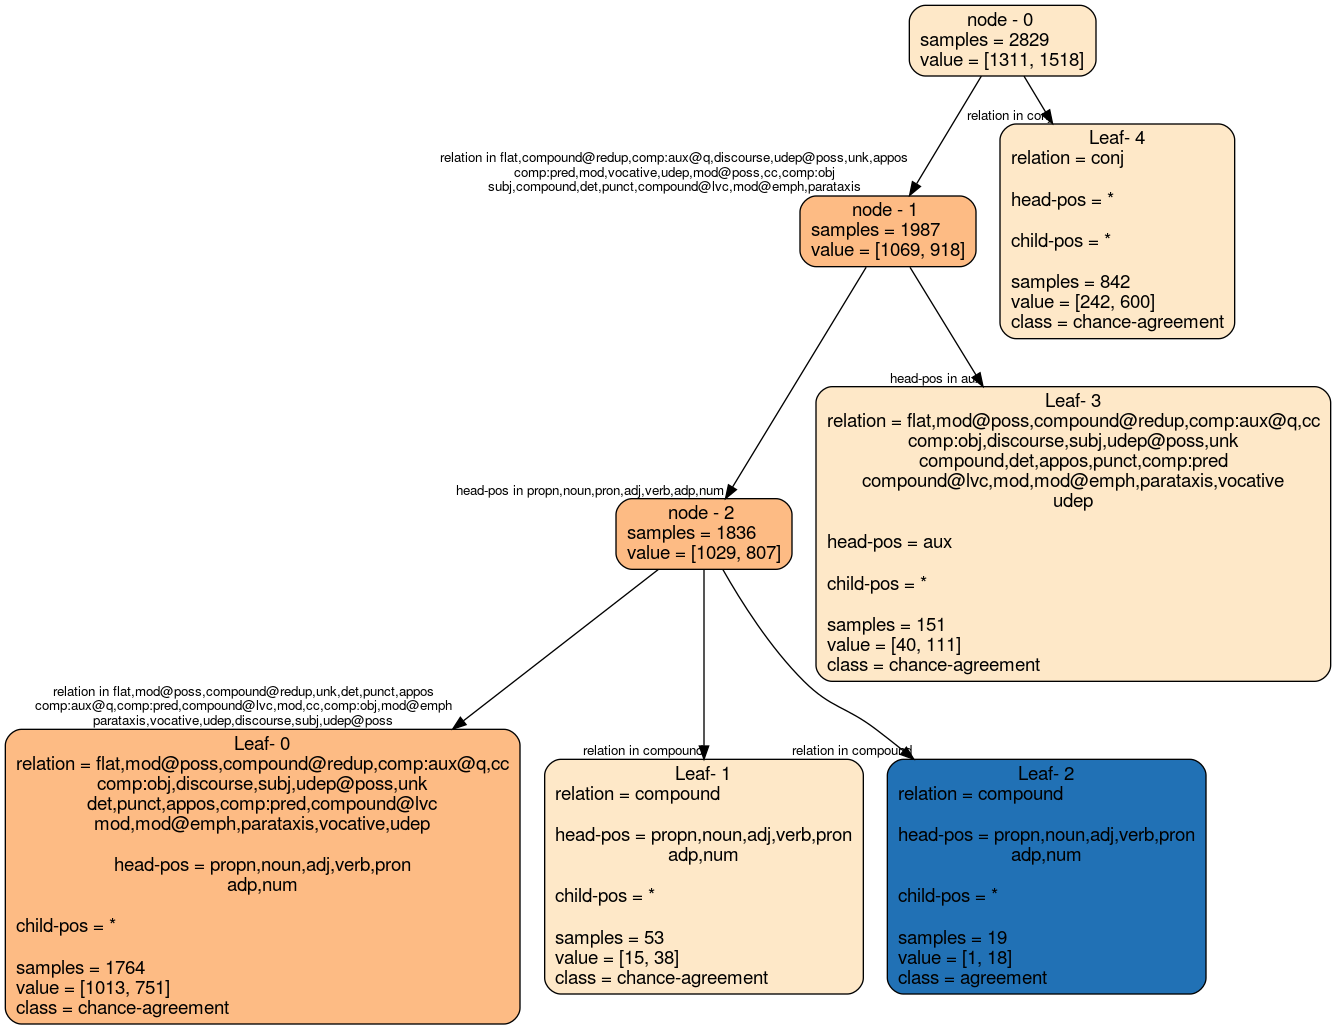 node - 0
samples = 2829
value = [1311, 1518]
relation in conj
Leaf- 4
relation = conj
head-pos = *
child-pos = *
samples = 842
value = [242, 600]
class = chance-agreement
relation in flat,compound@redup,comp:aux@q,discourse,udep@poss,unk,appos
comp:pred,mod,vocative,udep,mod@poss,cc,comp:obj
subj,compound,det,punct,compound@lvc,mod@emph,parataxis
node - 1
samples = 1987
value = [1069, 918]
head-pos in aux
Leaf- 3
relation = flat,mod@poss,compound@redup,comp:aux@q,cc
comp:obj,discourse,subj,udep@poss,unk
compound,det,appos,punct,comp:pred
compound@lvc,mod,mod@emph,parataxis,vocative
udep
head-pos = aux
child-pos = *
samples = 151
value = [40, 111]
class = chance-agreement
head-pos in propn,noun,pron,adj,verb,adp,num
node - 2
samples = 1836
value = [1029, 807]
relation in flat,mod@poss,compound@redup,unk,det,punct,appos
comp:aux@q,comp:pred,compound@lvc,mod,cc,comp:obj,mod@emph
parataxis,vocative,udep,discourse,subj,udep@poss
Leaf- 0
relation = flat,mod@poss,compound@redup,comp:aux@q,cc
comp:obj,discourse,subj,udep@poss,unk
det,punct,appos,comp:pred,compound@lvc
mod,mod@emph,parataxis,vocative,udep
head-pos = propn,noun,adj,verb,pron
adp,num
child-pos = *
samples = 1764
value = [1013, 751]
class = chance-agreement
relation in compound
Leaf- 1
relation = compound
head-pos = propn,noun,adj,verb,pron
adp,num
child-pos = *
samples = 53
value = [15, 38]
class = chance-agreement
relation in compound
Leaf- 2
relation = compound
head-pos = propn,noun,adj,verb,pron
adp,num
child-pos = *
samples = 19
value = [1, 18]
class = agreement